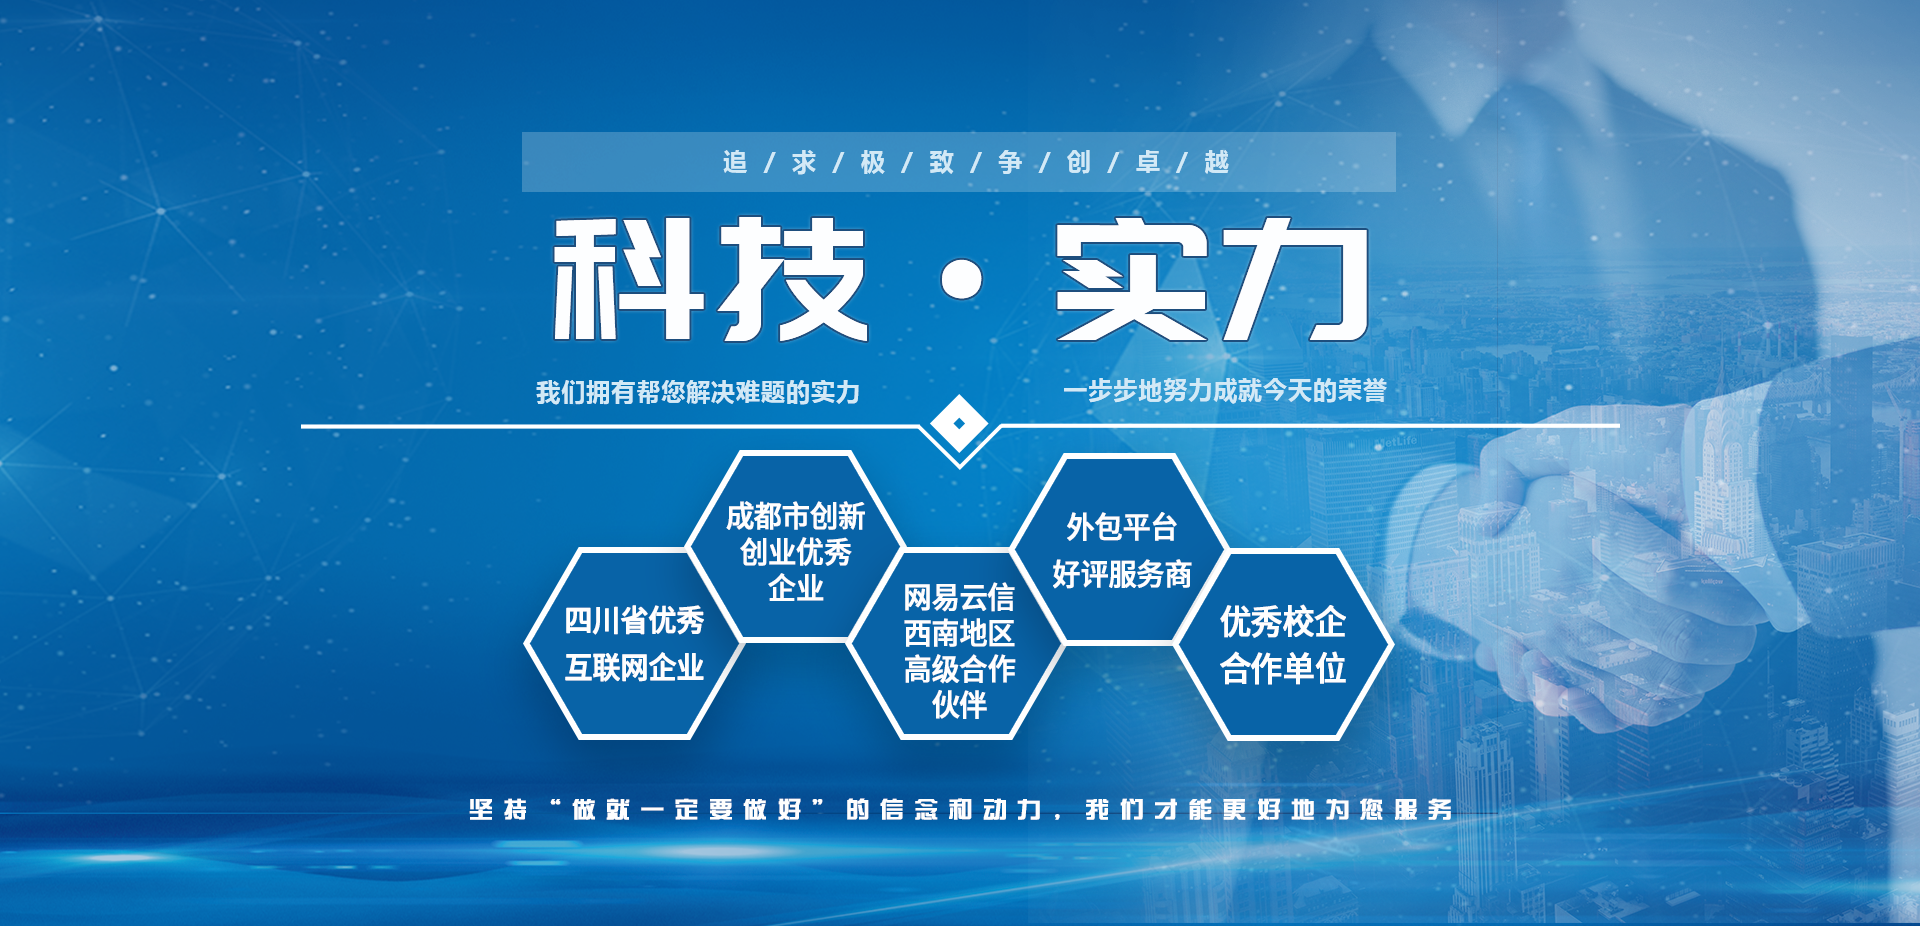 追/求/极/致/争/创/卓/越
科技·实力
我们拥有帮您解决难题的实力
一步步地努力成就今天的荣誉
四川省优秀
互联网企业
成都市创新
创业优秀
企业
网易云信
西南地区
高级合作
伙伴
外包平台
好评服务商
优秀校企
合作单位
坚持“做就一定要做好”的信念和动力，我们才能更好地为您服务
MetLife